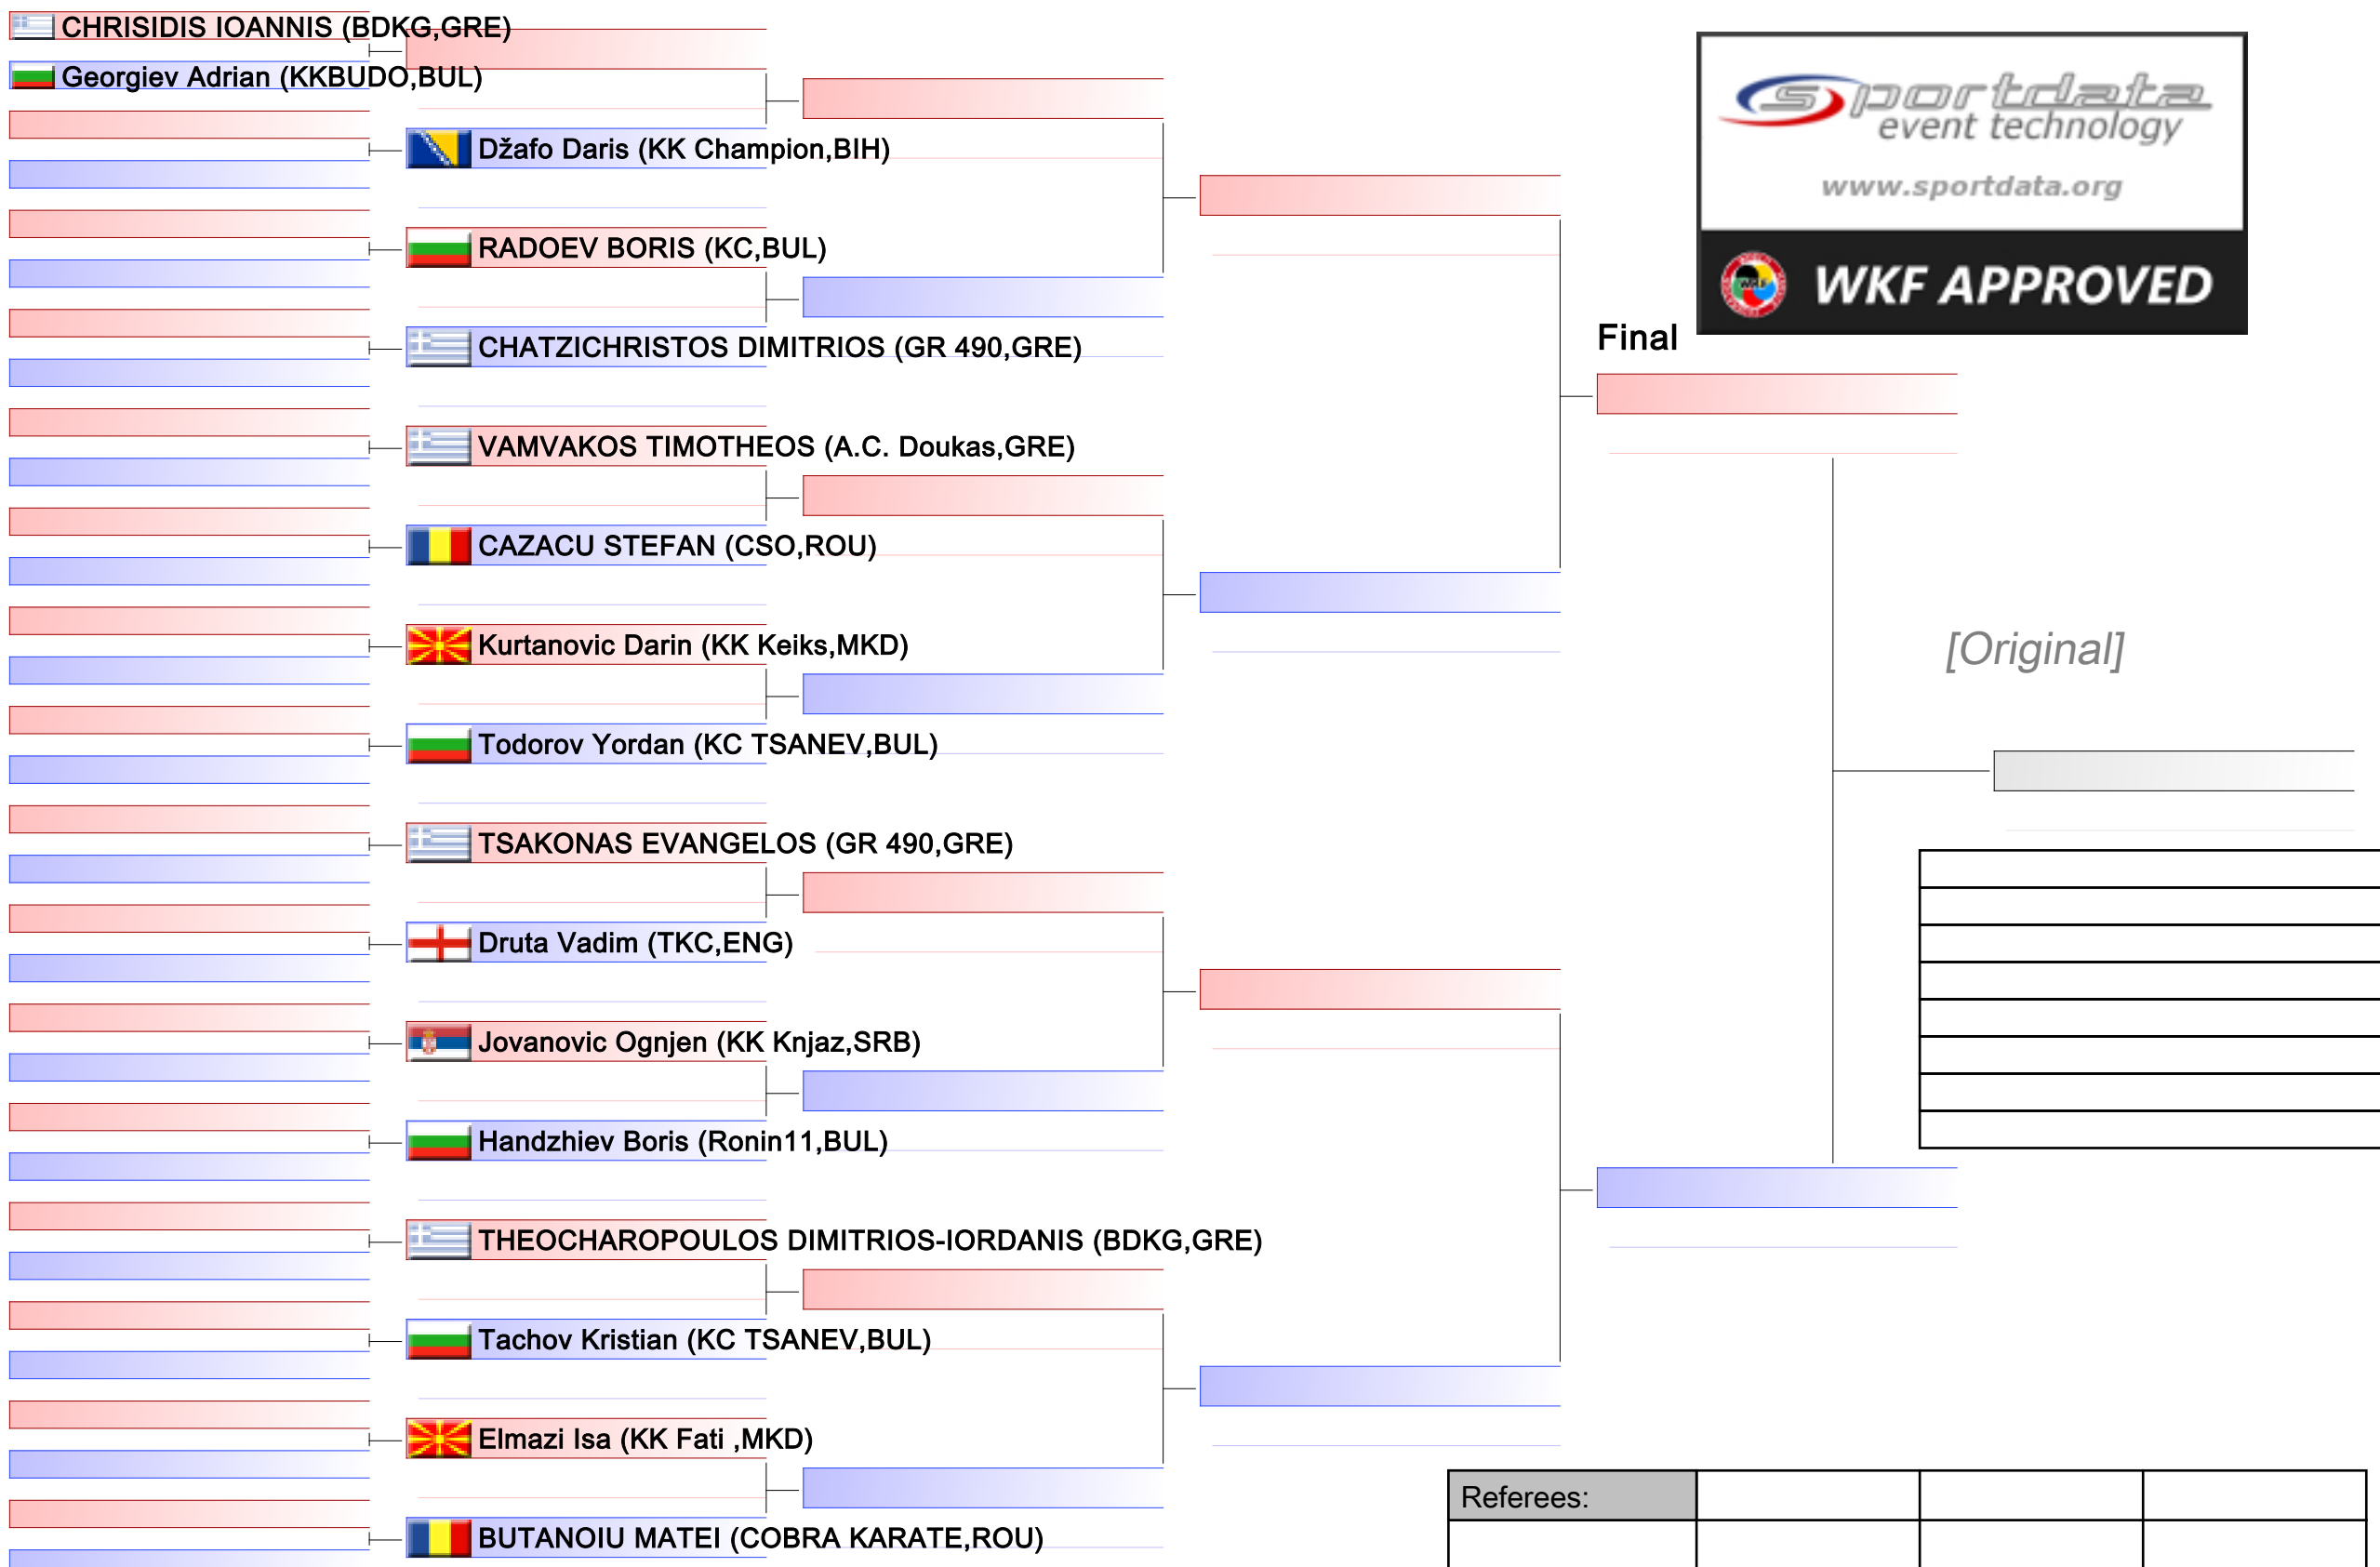 CHRISIDIS IOANNIS (BDKG,GRE)
Georgiev Adrian (KKBUDO,BUL)
Džafo Daris (KK Champion,BIH)
RADOEV BORIS (KC,BUL)
CHATZICHRISTOS DIMITRIOS (GR 490,GRE)
VAMVAKOS TIMOTHEOS (A.C. Doukas,GRE)
CAZACU STEFAN (CSO,ROU)
Kurtanovic Darin (KK Keiks,MKD)
Todorov Yordan (KC TSANEV,BUL)
TSAKONAS EVANGELOS (GR 490,GRE)
Druta Vadim (TKC,ENG)
Jovanovic Ognjen (KK Knjaz,SRB)
Handzhiev Boris (Ronin11,BUL)
THEOCHAROPOULOS DIMITRIOS-IORDANIS (BDKG,GRE)
Tachov Kristian (KC TSANEV,BUL)
Elmazi Isa (KK Fati ,MKD)
BUTANOIU MATEI (COBRA KARATE,ROU)
sportdata
event technology
www.sportdata.org
WKF WKF APPROVED
Final
[Original]
Referees: